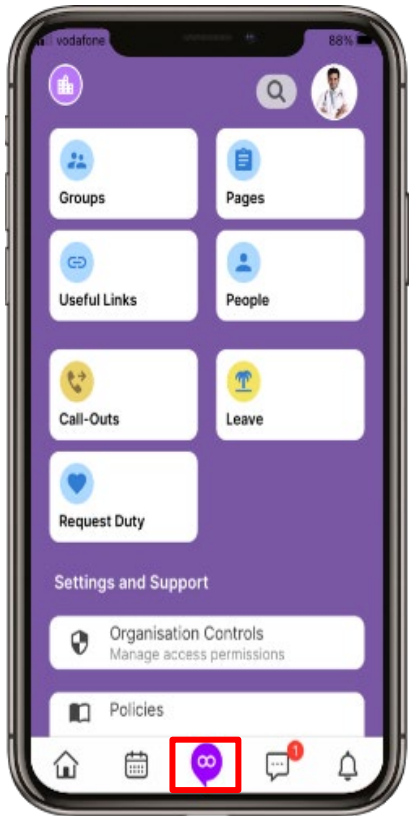 vodafone 88%
Groups Pages
Useful Links People
Call-Outs Leave
Request Duty
Settings and Support
Organisation Controls
Manage access permissions
Policies
1